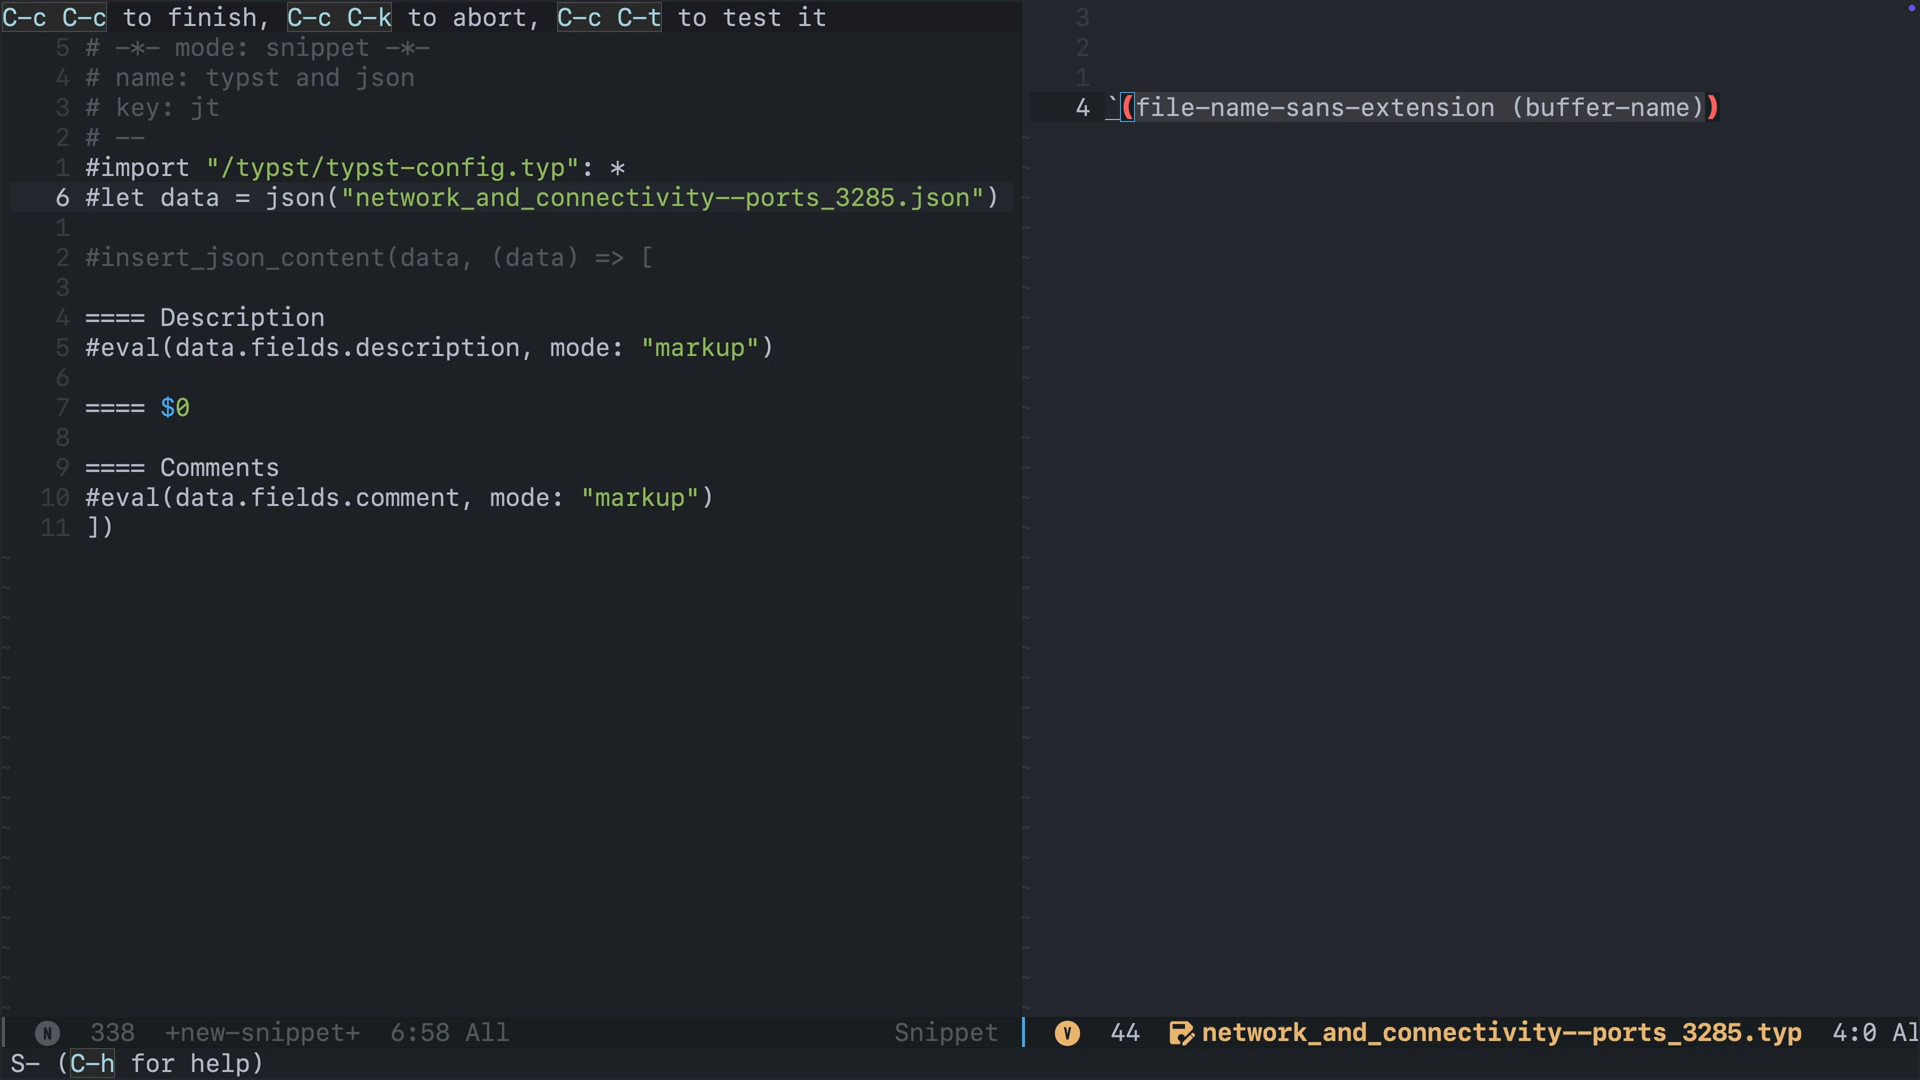 C-c C-c to finish, C-c C-k to abort, C-c C-t to test it
5 # -*- mode: snippet -*-
4 # name: typst and json
3 # key: jt
2 # --
1 #import "/typst/typst-config.typ": *
6 #let data = json("network_and_connectivity--ports_3285.json")
1
2 #insert_json_content(data, (data) => [
3
4 ==== Description
5 #eval(data.fields.description, mode: "markup")
6
7 ==== $0
8
9 ==== Comments
10 #eval(data.fields.comment, mode: "markup")
11 ])
N 338 +new-snippet+ 6:58 All Snippet
3
2
1
4 `(file-name-sans-extension (buffer-name))
V 44 network_and_connectivity--ports_3285.typ 4:0 Al
S- (C-h for help)